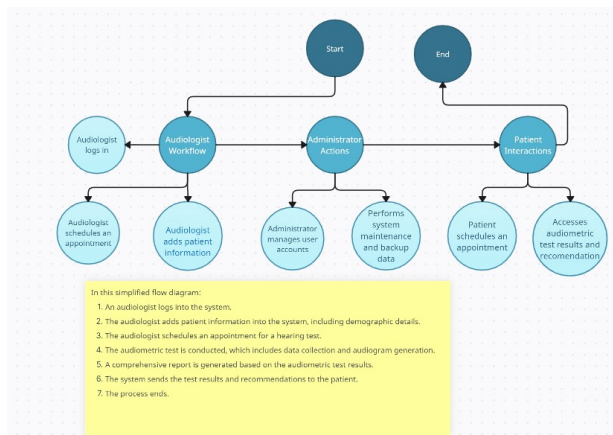 Start
End
Audiologist
logs in
Audiologist
Workflow
Administrator
Actions
Patient
Interactions
Audiologist
schedules an
appointment
Audiologist
adds patient
information
Administrator
manages user
accounts
Performs
system
maintenance
and backup
data
Patient
schedules an
appointment
Accesses
audiometric
test results and
recomendation
In this simplified flow diagram:
1. An audiologist logs into the system.
2. The audiologist adds patient information into the system, including demographic details.
3. The audiologist schedules an appointment for a hearing test.
4. The audiometric test is conducted, which includes data collection and audiogram generation.
5. A comprehensive report is generated based on the audiometric test results.
6. The system sends the test results and recommendations to the patient.
7. The process ends.